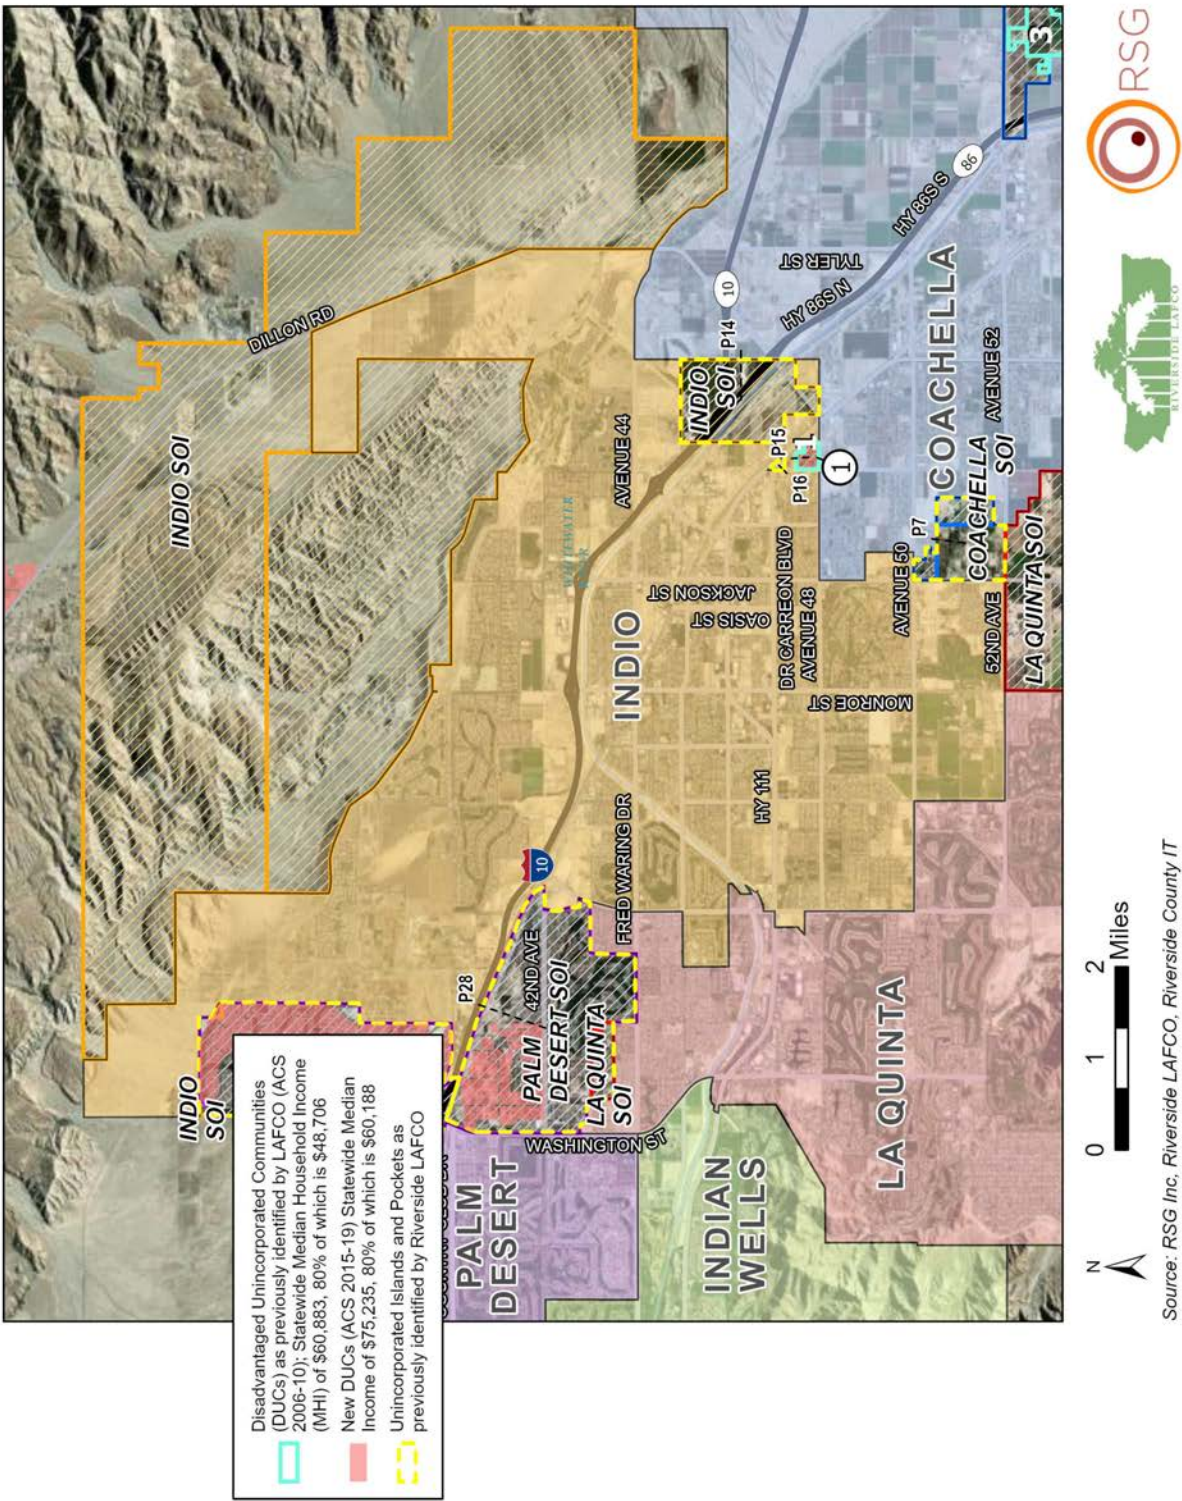 Disadvantaged Unincorporated Communities
(DUCs) as previously identified by LAFCO (ACS
2006-10); Statewide Median Household Income
(MHI) of $60,883, 80% of which is $48,706
New DUCs (ACS 2015-19) Statewide Median
Income of $75,235, 80% of which is $60,188
Unincorporated Islands and Pockets as
previously identified by Riverside LAFCO
INDIO
SOI
INDIO SOI
DILLON RD
P28
42ND AVE
PALM
DESERT SOI
LA QUINTA
SOI
WASHINGTON ST
PALM
DESERT
INDIAN
WELLS
LA QUINTA
10
FRED WARING DR
HY 111
INDIO
AVENUE 44
MONROE ST
OASIS ST
JACKSON ST
DR CARREON BLVD
AVENUE 48
AVENUE 50
52ND AVE
INDIO
SOI
P14
P15
P16
1
1
10
TYLER ST
HY 86S N
HY 86S S
86
COACHELLA
AVENUE 52
P7
COACHELLA
SOI
LA QUINTA SOI
3
N
0
1
2
Miles
RIVERSIDE LAFCO
RSG
Source: RSG Inc, Riverside LAFCO, Riverside County IT